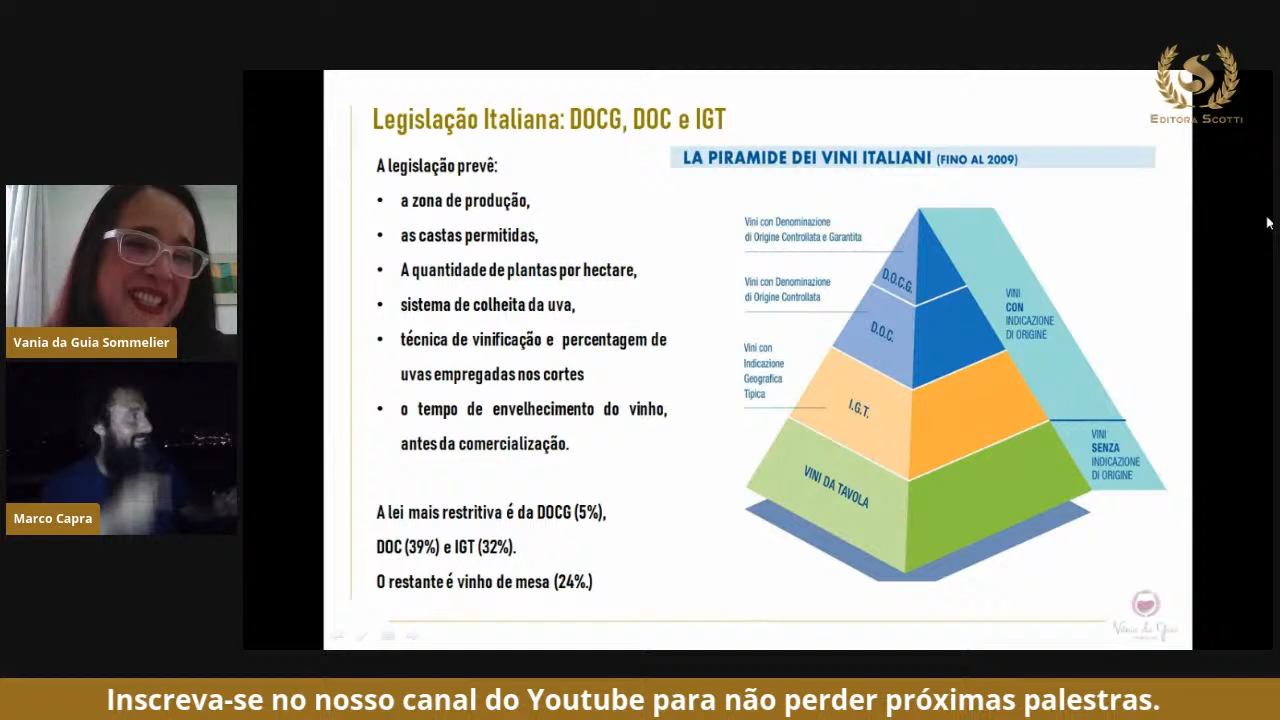 EDITORA SCOTTI
Legislação Italiana: DOCG, DOC e IGT
A legislação prevê:
• a zona de produção,
• as castas permitidas,
• A quantidade de plantas por hectare,
• sistema de colheita da uva,
• técnica de vinificação e percentagem de
uvas empregadas nos cortes
• o tempo de envelhecimento do vinho,
antes da comercialização.
A lei mais restritiva é da DOCG (5%),
DOC (39%) e IGT (32%).
O restante é vinho de mesa (24%.)
LA PIRAMIDE DEI VINI ITALIANI (FINO AL 2009)
Vini con Denominazione
di Origine Controllata e Garantita
Vini con Denominazione
di Origine Controllata
Vini con
Indicazione
Geografica
Tipica
D.O.C.G.
D.O.C.
I.G.T.
VINI DA TAVOLA
VINI
CON
INDICAZIONE
DI ORIGINE
VINI
SENZA
INDICAZIONE
DI ORIGINE
Vânia da Guia
Vania da Guia Sommelier
Marco Capra
Inscreva-se no nosso canal do Youtube para não perder próximas palestras.